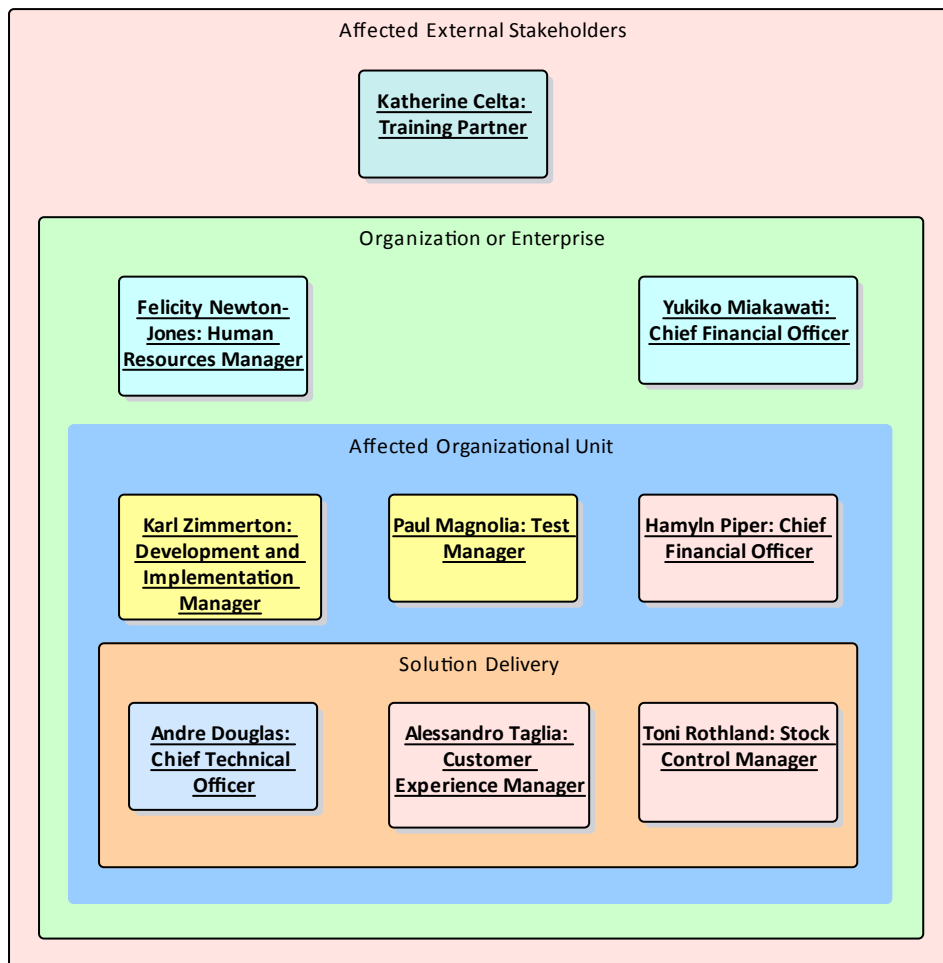 Affected External Stakeholders
Katherine Celta:
Training Partner
Organization or Enterprise
Felicity Newton-
Jones: Human
Resources Manager
Yukiko Miakawati:
Chief Financial Officer
Affected Organizational Unit
Karl Zimmerton:
Development and
Implementation
Manager
Paul Magnolia: Test
Manager
Hamyln Piper: Chief
Financial Officer
Solution Delivery
Andre Douglas:
Chief Technical
Officer
Alessandro Taglia:
Customer
Experience Manager
Toni Rothland: Stock
Control Manager